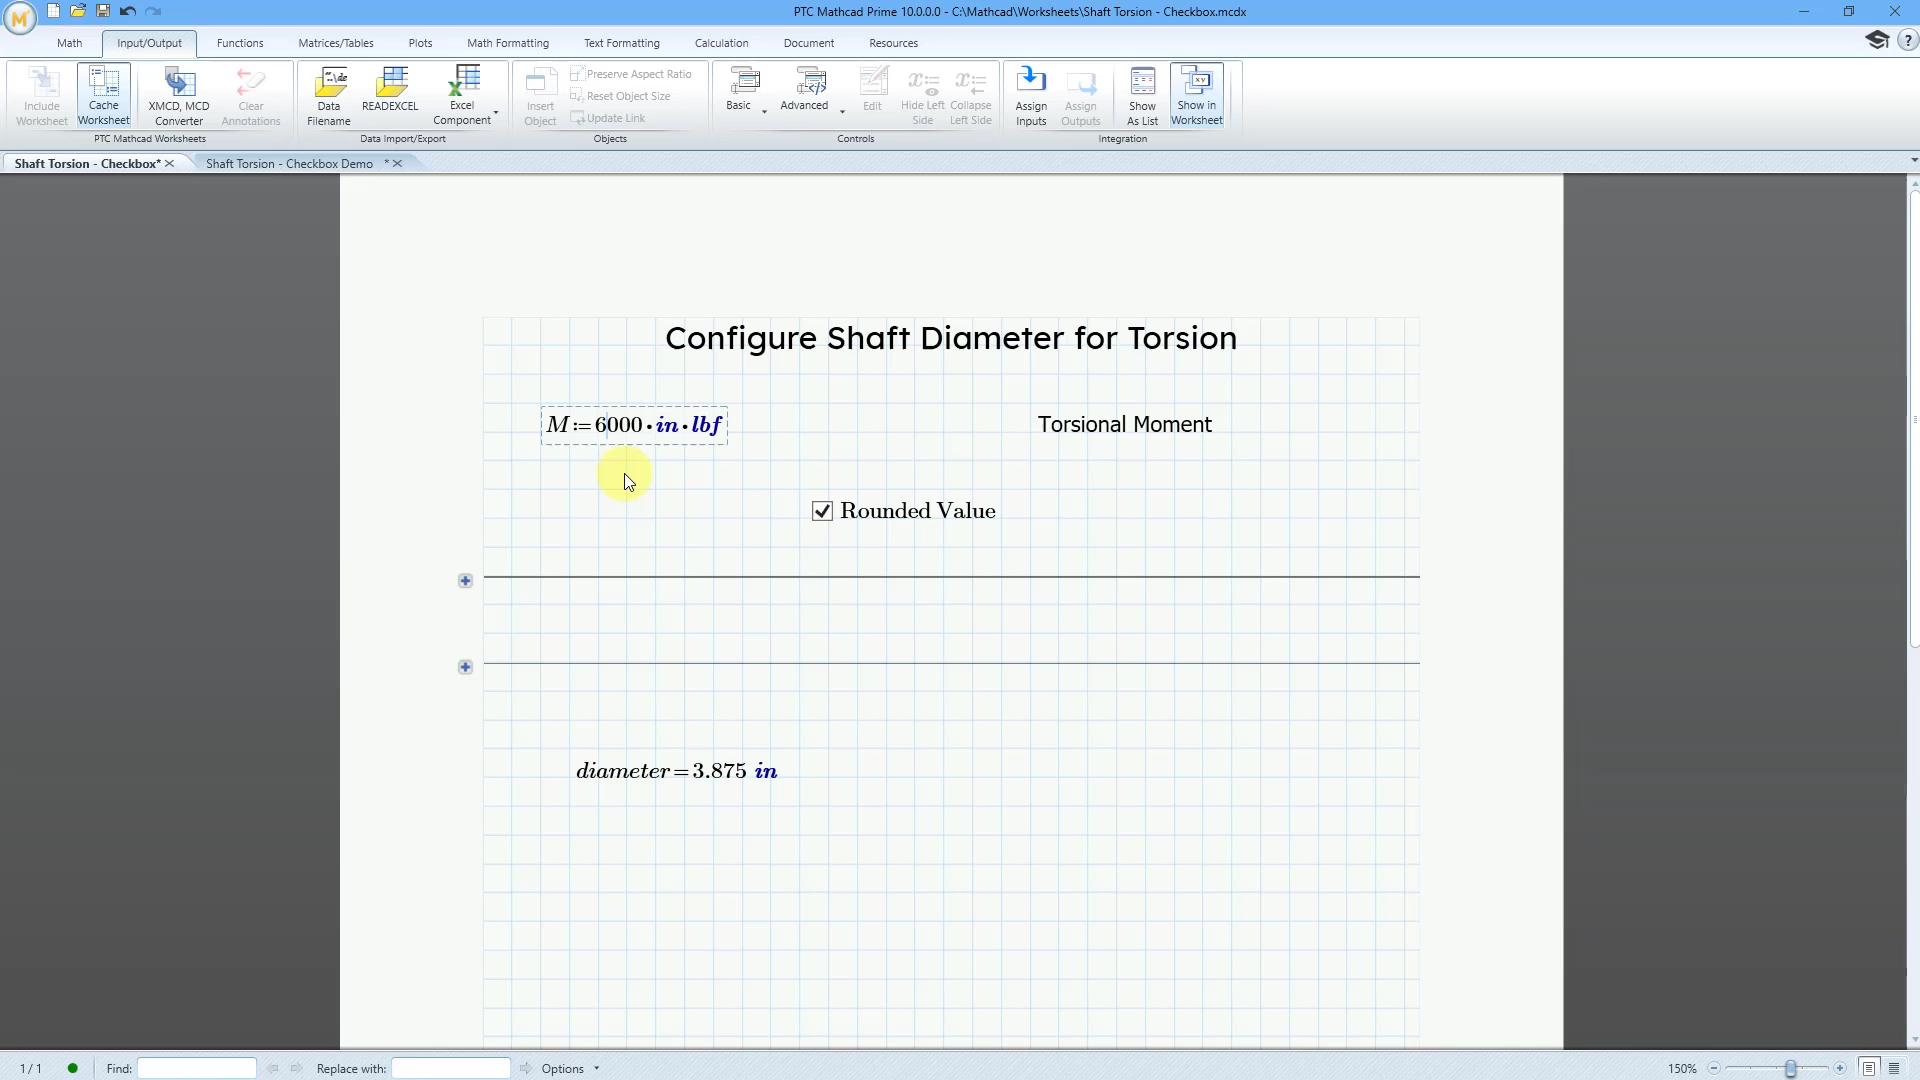 PTC Mathcad Prime 10.0.0.0 - C:\Mathcad\Worksheets\Shaft Torsion - Checkbox.mcdx
Math Input/Output Functions Matrices/Tables Plots Math Formatting Text Formatting Calculation Document Resources
Include Worksheet
Cache Worksheet
XMCD, MCD Converter
Clear Annotations
PTC Mathcad Worksheets
Data Filename
READEXCEL
Excel Component
Data Import/Export
Insert Object
Preserve Aspect Ratio
Reset Object Size
Update Link
Objects
Basic
Advanced
Edit
Hide Left Side
Collapse Left Side
Controls
Assign Inputs
Assign Outputs
Show As List
Show in Worksheet
Integration
Shaft Torsion - Checkbox*
Shaft Torsion - Checkbox Demo *
Configure Shaft Diameter for Torsion
M:=6000•in•lbf
Torsional Moment
Rounded Value
diameter=3.875 in
1 / 1
Find:
Replace with:
Options
150%